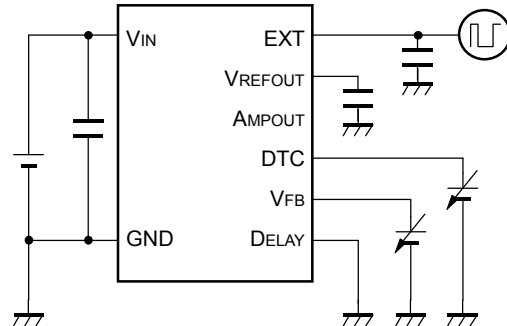 VIN
EXT
VREFOUT
AMPOUT
DTC
VFB
GND
DELAY